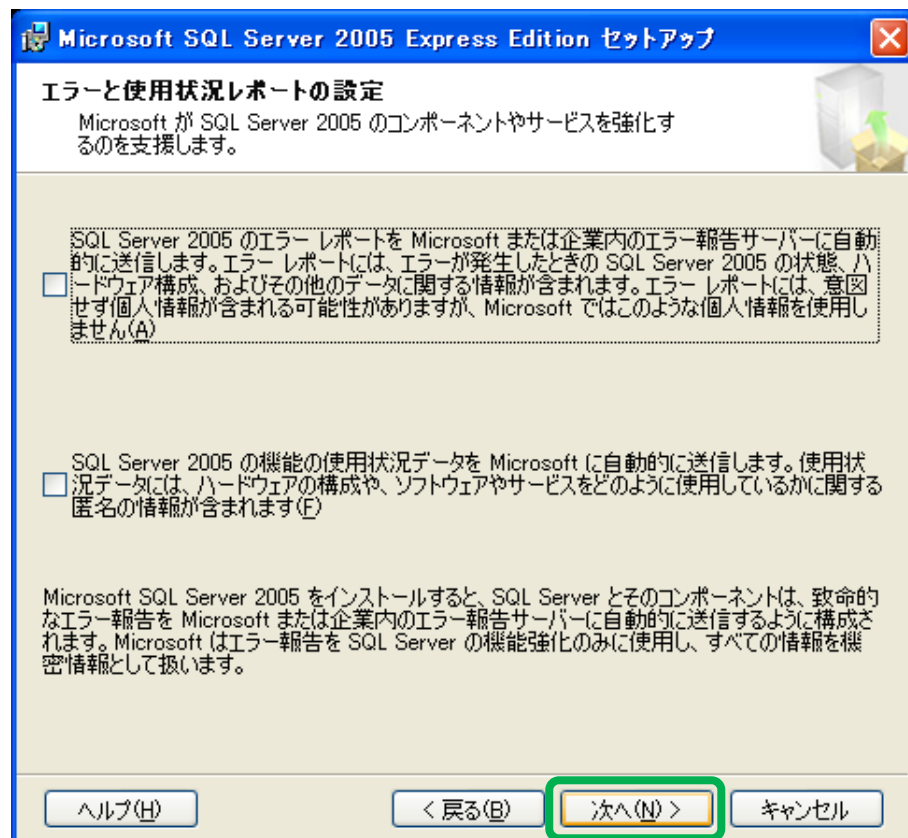 Microsoft SQL Server 2005 Express Edition セットアップ
エラーと使用状況レポートの設定
Microsoft が SQL Server 2005 のコンポーネントやサービスを強化す
るのを支援します。
SQL Server 2005 のエラー レポートを Microsoft または企業内のエラー報告サーバーに自動
的に送信します。エラー レポートには、エラーが発生したときの SQL Server 2005 の状態、ハ
ードウェア構成、およびその他のデータに関する情報が含まれます。エラー レポートには、意図
せず個人情報が含まれる可能性がありますが、Microsoft ではこのような個人情報を使用し
ません(A)
SQL Server 2005 の機能の使用状況データを Microsoft に自動的に送信します。使用状
況データには、ハードウェアの構成や、ソフトウェアやサービスをどのように使用しているかに関する
匿名の情報が含まれます(F)
Microsoft SQL Server 2005 をインストールすると、SQL Server とそのコンポーネントは、致命的
なエラー報告を Microsoft または企業内のエラー報告サーバーに自動的に送信するように構成さ
れます。Microsoft はエラー報告を SQL Server の機能強化のみに使用し、すべての情報を機
密情報として扱います。
ヘルプ(H)
< 戻る(B)
次へ(N) >
キャンセル